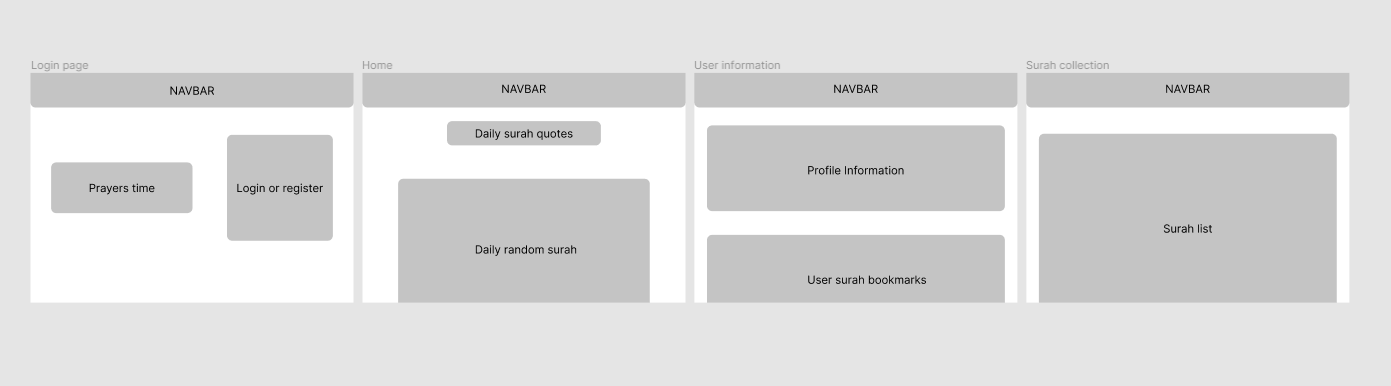 Login page
NAVBAR
Prayers time
Login or register
Home
NAVBAR
Daily surah quotes
Daily random surah
User information
NAVBAR
Profile Information
User surah bookmarks
Surah collection
NAVBAR
Surah list